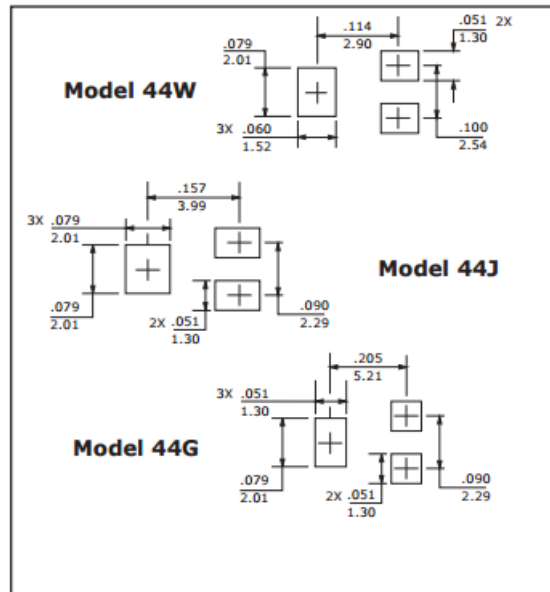 .114
2.90
.051 2X
1.30
.079
2.01
Model 44W
3X .060
1.52
.100
2.54
.157
3.99
3X .079
2.01
Model 44J
.079
2.01
2X .051
1.30
.090
2.29
.205
5.21
3X .051
1.30
Model 44G
.079
2.01
2X .051
1.30
.090
2.29